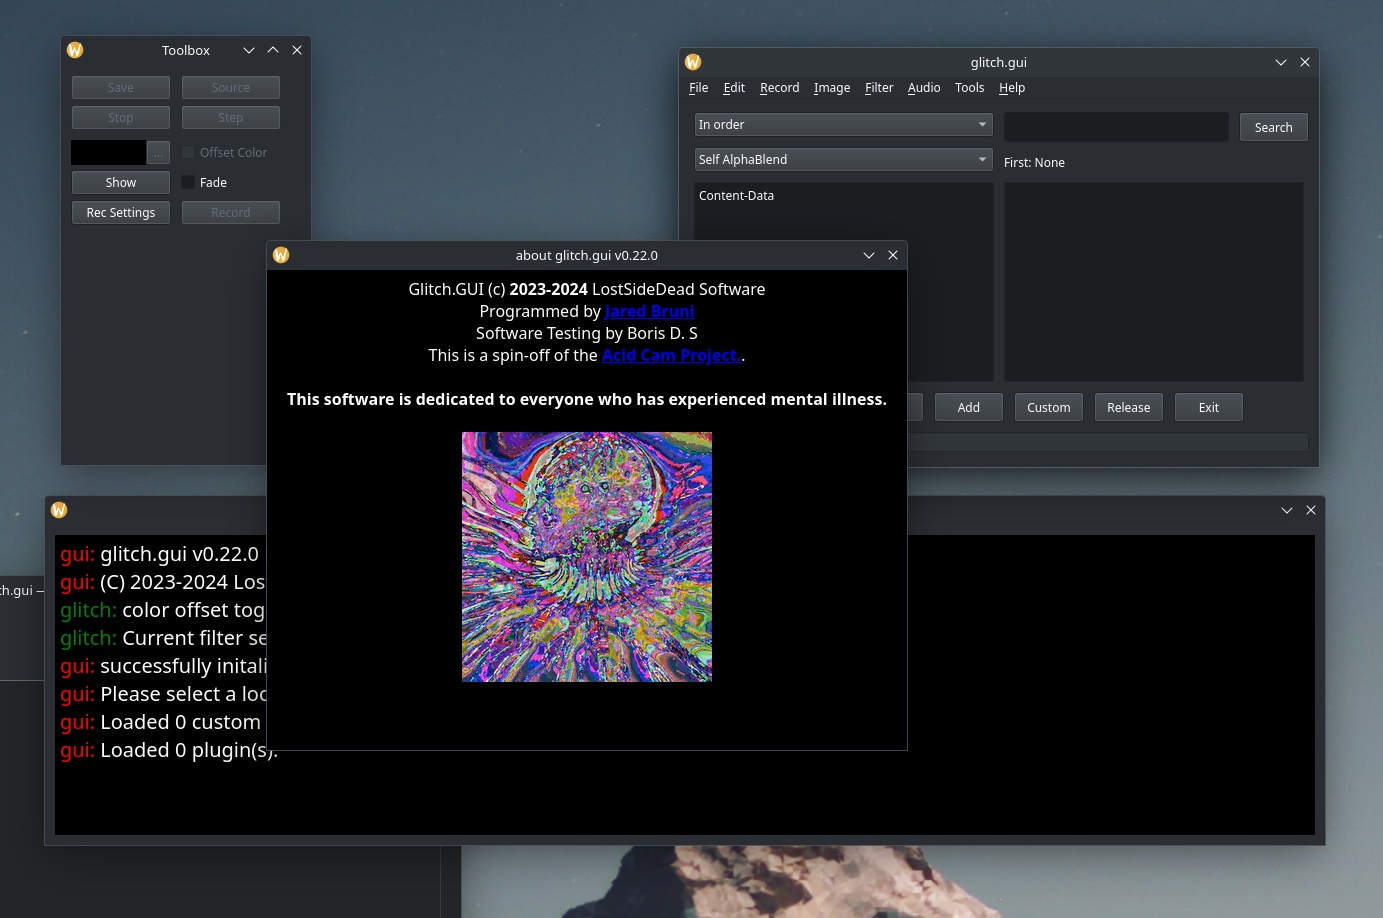 Toolbox
Save
Source
Stop
Step
...
Offset Color
Show
Fade
Rec Settings
Record
glitch.gui
File Edit Record Image Filter Audio Tools Help
In order
Search
Self AlphaBlend
First: None
Content-Data
Add
Custom
Release
Exit
about glitch.gui v0.22.0
Glitch.GUI (c) 2023-2024 LostSideDead Software
Programmed by Jared Bruni
Software Testing by Boris D. S
This is a spin-off of the Acid Cam Project..
This software is dedicated to everyone who has experienced mental illness.
gui: glitch.gui v0.22.0
gui: (C) 2023-2024 Los
glitch: color offset tog
glitch: Current filter se
gui: successfully initali
gui: Please select a loc
gui: Loaded 0 custom
gui: Loaded 0 plugin(s).
ch.gui —